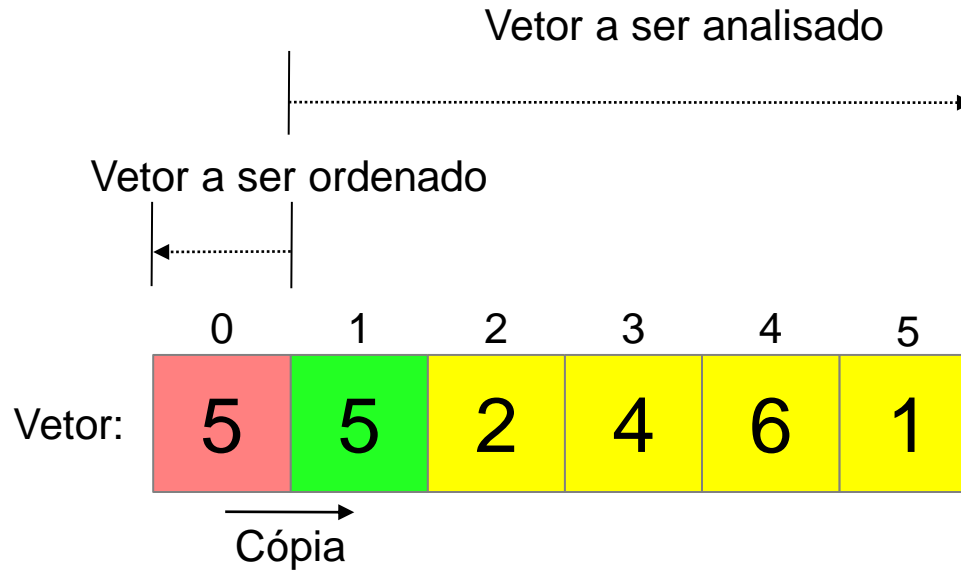 Vetor a ser analisado
Vetor a ser ordenado
0 1 2 3 4 5
Vetor: 5 5 2 4 6 1
Cópia